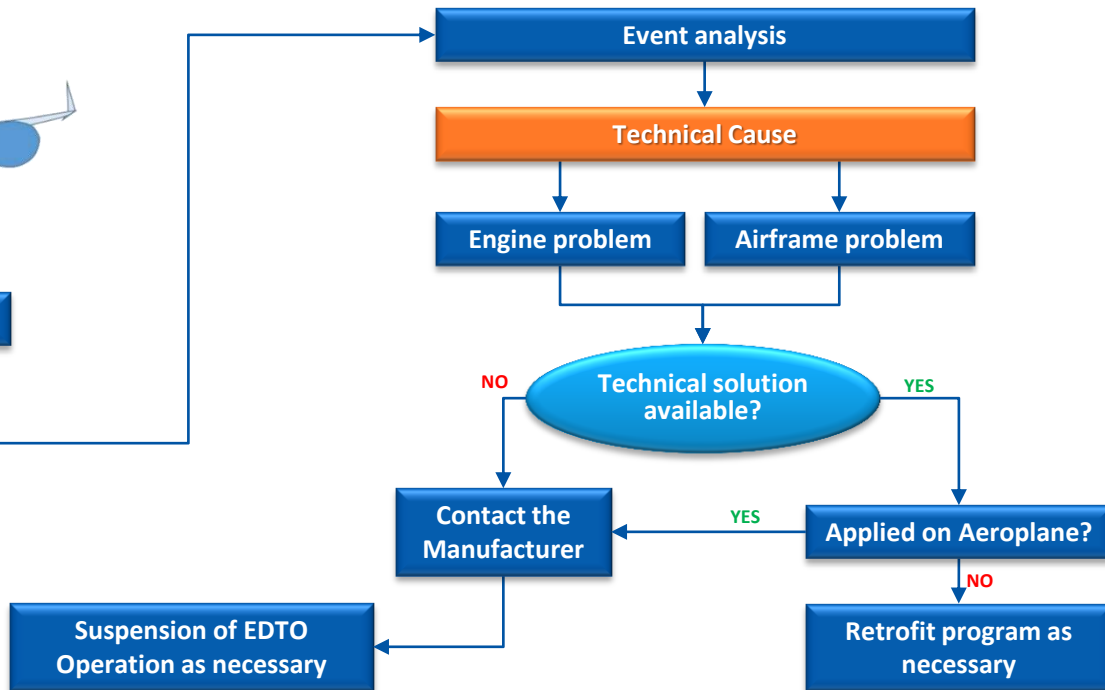 Event analysis
Technical Cause
Engine problem
Airframe problem
Technical solution
available?
NO
YES
Contact the
Manufacturer
YES
Applied on Aeroplane?
NO
Suspension of EDTO
Operation as necessary
Retrofit program as
necessary